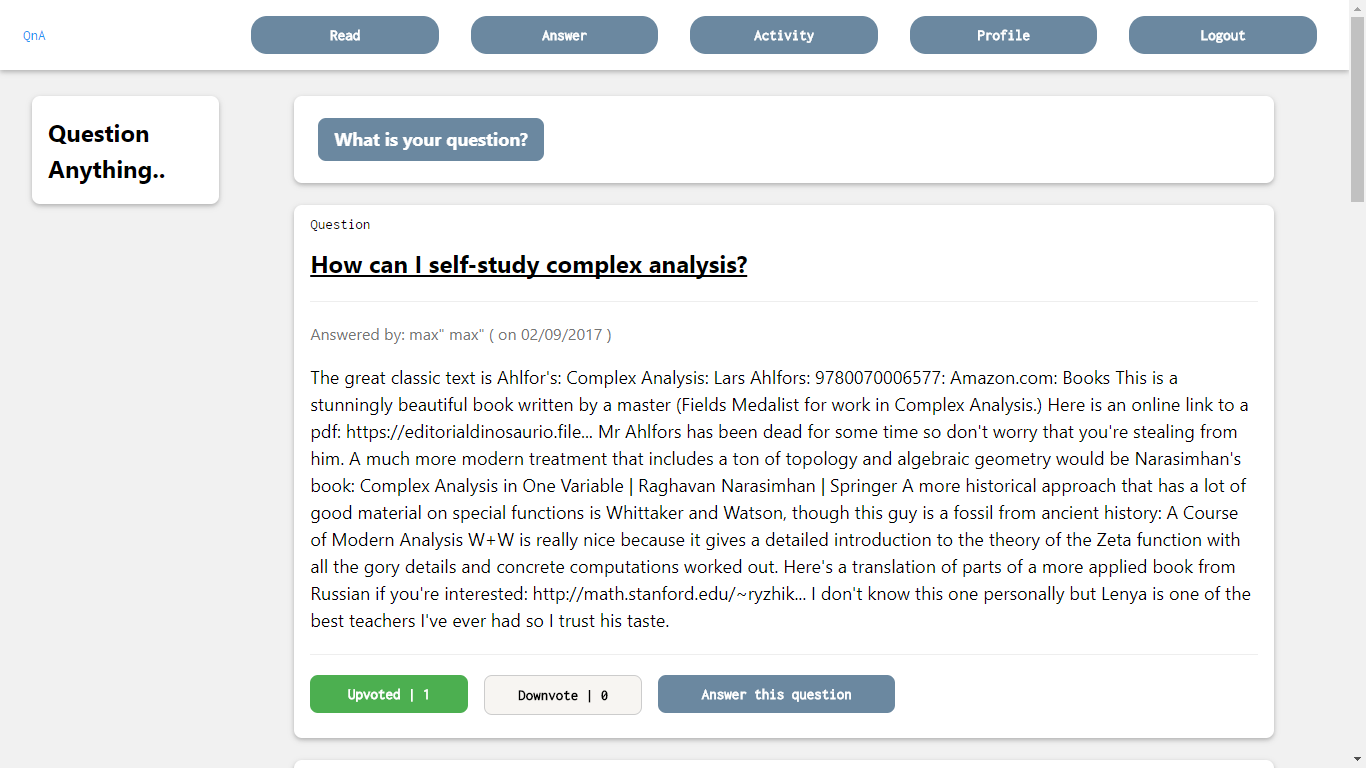 QnA
Read
Answer
Activity
Profile
Logout
Question
Anything..
What is your question?
Question
How can I self-study complex analysis?
Answered by: max" max" ( on 02/09/2017 )
The great classic text is Ahlfor's: Complex Analysis: Lars Ahlfors: 9780070006577: Amazon.com: Books This is a
stunningly beautiful book written by a master (Fields Medalist for work in Complex Analysis.) Here is an online link to a
pdf: https://editorialdinosaurio.file... Mr Ahlfors has been dead for some time so don't worry that you're stealing from
him. A much more modern treatment that includes a ton of topology and algebraic geometry would be Narasimhan's
book: Complex Analysis in One Variable | Raghavan Narasimhan | Springer A more historical approach that has a lot of
good material on special functions is Whittaker and Watson, though this guy is a fossil from ancient history: A Course
of Modern Analysis W+W is really nice because it gives a detailed introduction to the theory of the Zeta function with
all the gory details and concrete computations worked out. Here's a translation of parts of a more applied book from
Russian if you're interested: http://math.stanford.edu/~ryzhik... I don't know this one personally but Lenya is one of the
best teachers I've ever had so I trust his taste.
Upvoted | 1
Downvote | 0
Answer this question